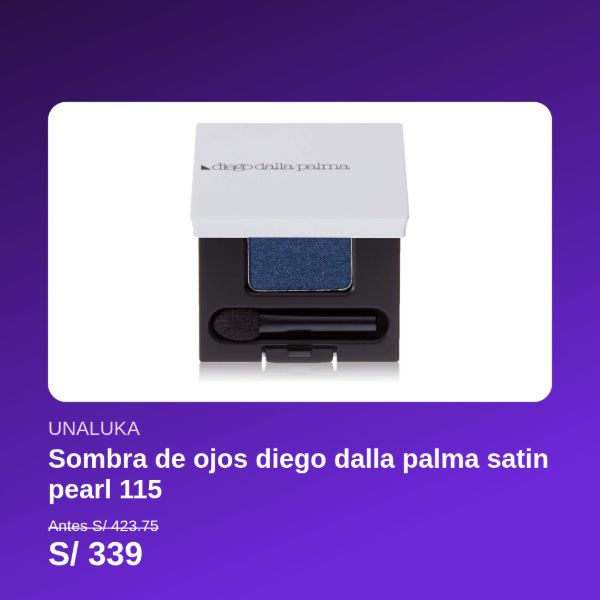 diego dalla palma
UNALUKA
Sombra de ojos diego dalla palma satin
pearl 115
Antes S/ 423.75
S/ 339